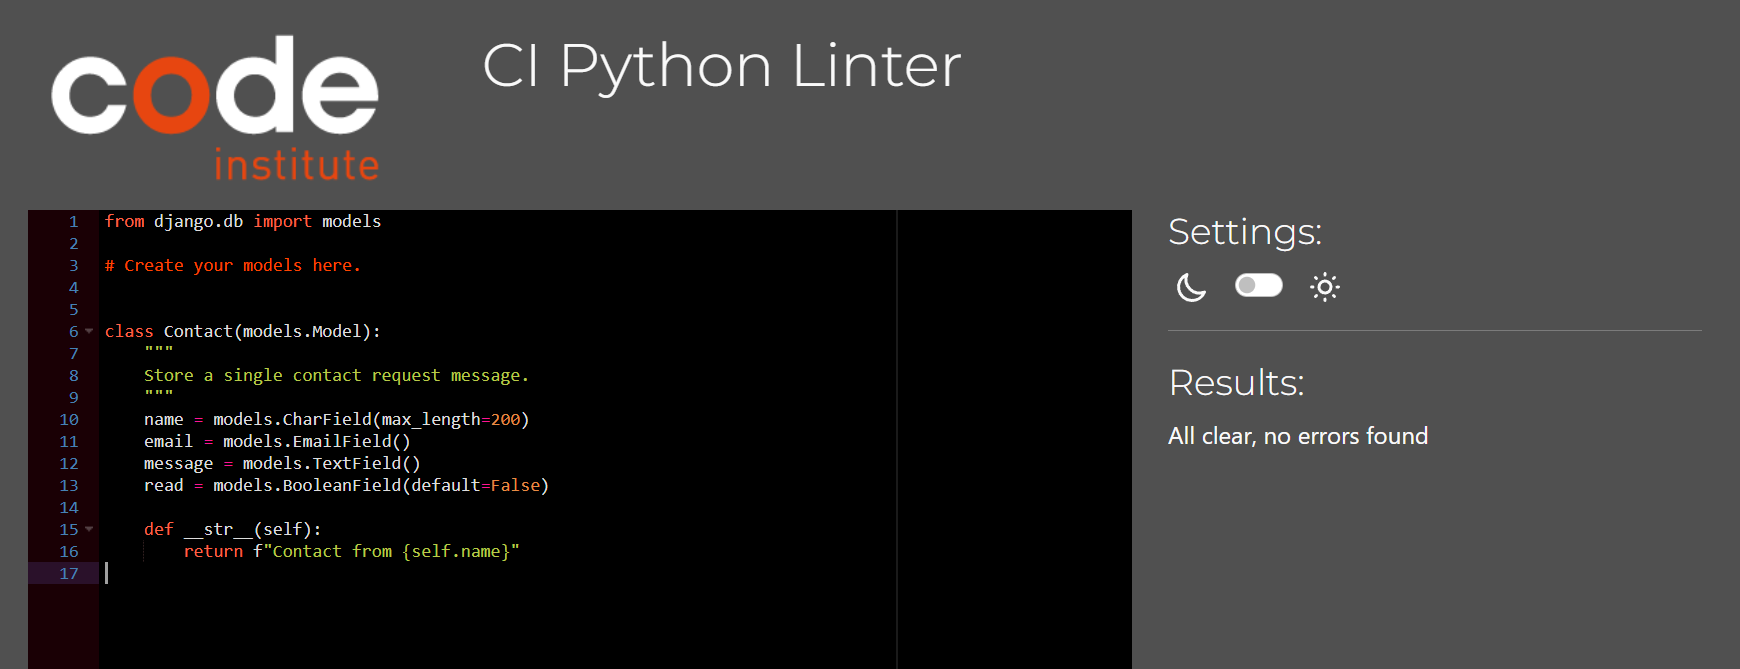 code
institute
CI Python Linter
1 from django.db import models
2
3 # Create your models here.
4
5
6 class Contact(models.Model):
7     """
8     Store a single contact request message.
9     """
10     name = models.CharField(max_length=200)
11     email = models.EmailField()
12     message = models.TextField()
13     read = models.BooleanField(default=False)
14
15     def __str__(self):
16         return f"Contact from {self.name}"
17
Settings:
Results:
All clear, no errors found